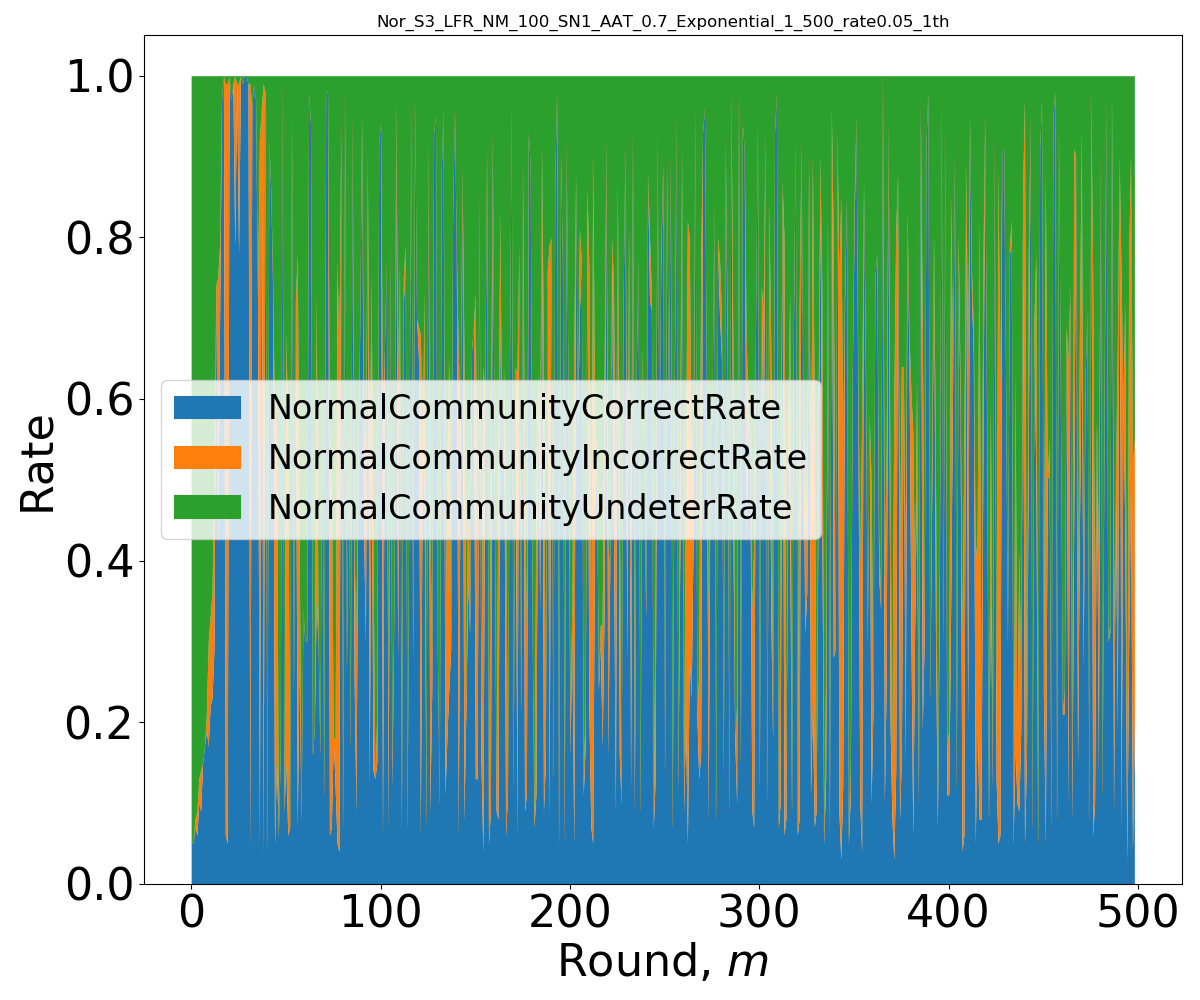 Nor_S3_LFR_NM_100_SN1_AAT_0.7_Exponential_1_500_rate0.05_1th
1.0
0.8
0.6
0.4
0.2
0.0
Rate
NormalCommunityCorrectRate
NormalCommunityIncorrectRate
NormalCommunityUndeterRate
0 100 200 300 400 500
Round, m